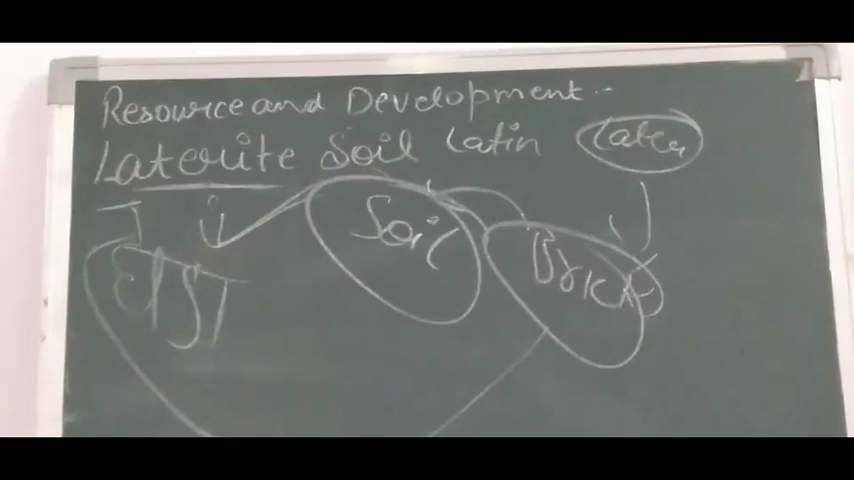 Resource and Development..
Laterite Soil Latin Later
Soil
Brick